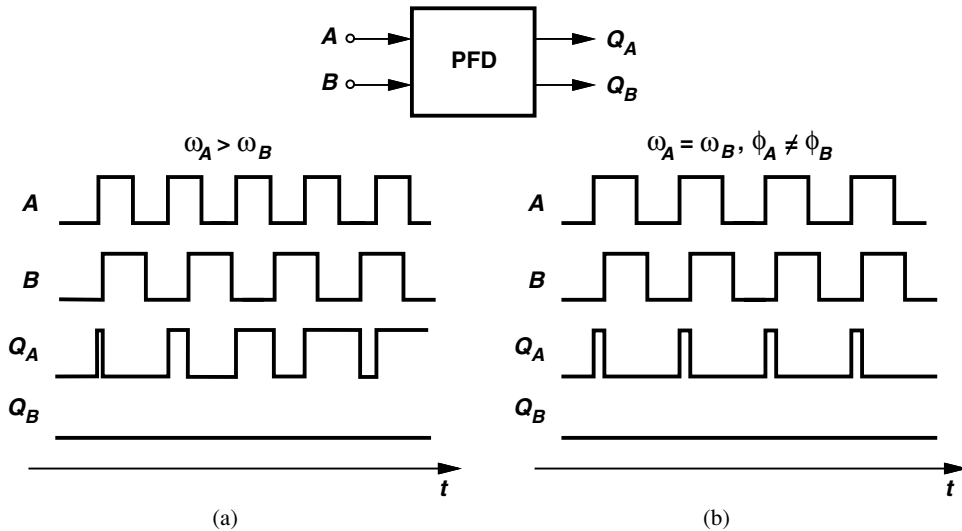 A Q_A
PFD
B Q_B
ω_A > ω_B
ω_A = ω_B, ϕ_A ≠ ϕ_B
A
B
Q_A
Q_B
t
(a)
A
B
Q_A
Q_B
t
(b)